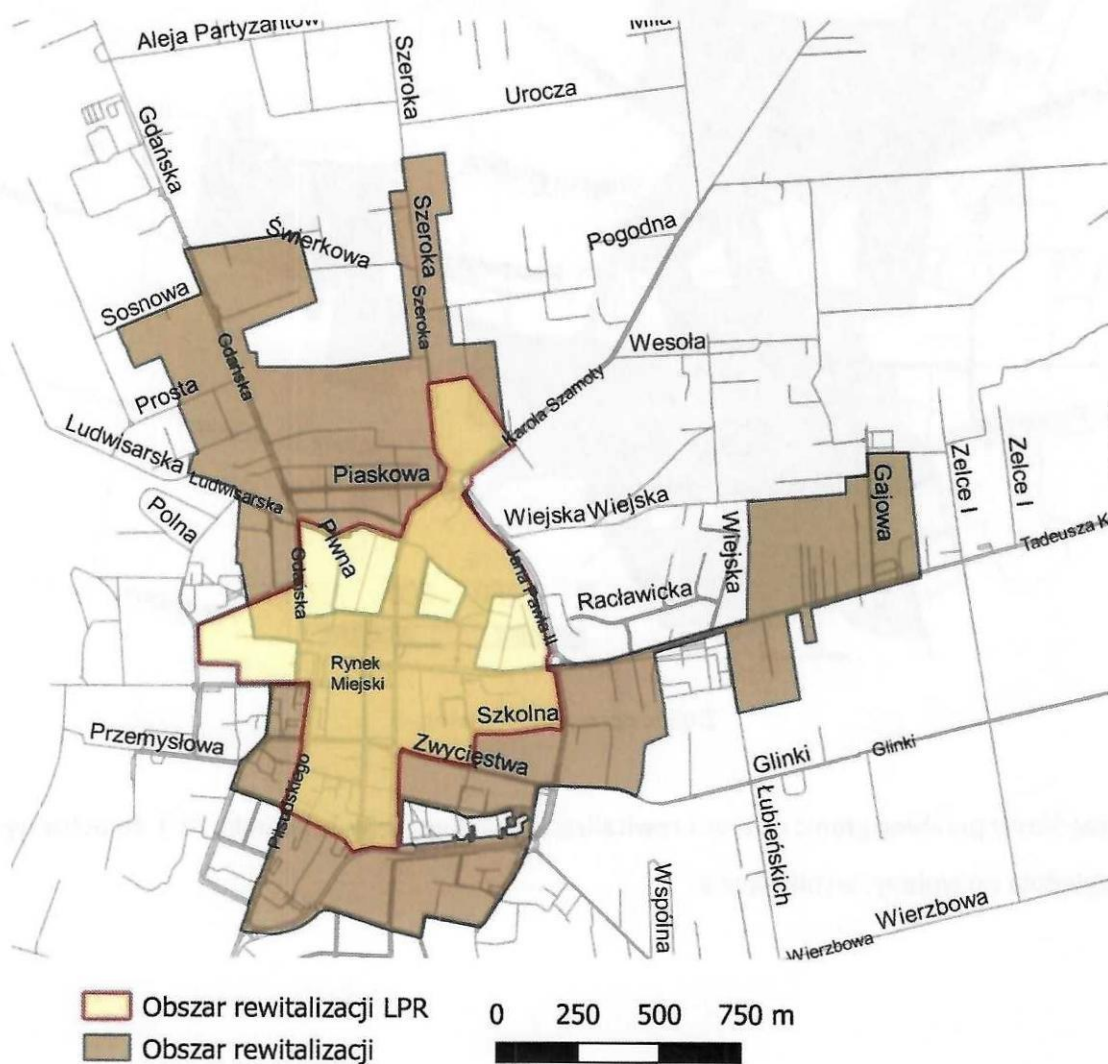 Aleja Partyzantów
Szeroka
Miła
Urocza
Gdańska
Świerkowa
Szeroka
Pogodna
Sosnowa
Szeroka
Gdańska
Wesoła
Prosta
Karola Szamoty
Ludwisarska
Ludwisarska
Piaskowa
Gajowa
Zelce I
Zelce I
Polna
Piwna
Wiejska Wiejska
Wiejska
Tadeusza K
Gdańska
Jana Pawła II
Racławicka
Rynek
Miejski
Szkolna
Przemysłowa
Zwycięstwa
Piłsudskiego
Glinki
Glinki
Łubieńskich
Wspólna
Wierzbowa
Wierzbowa
Obszar rewitalizacji LPR
Obszar rewitalizacji
0 250 500 750 m